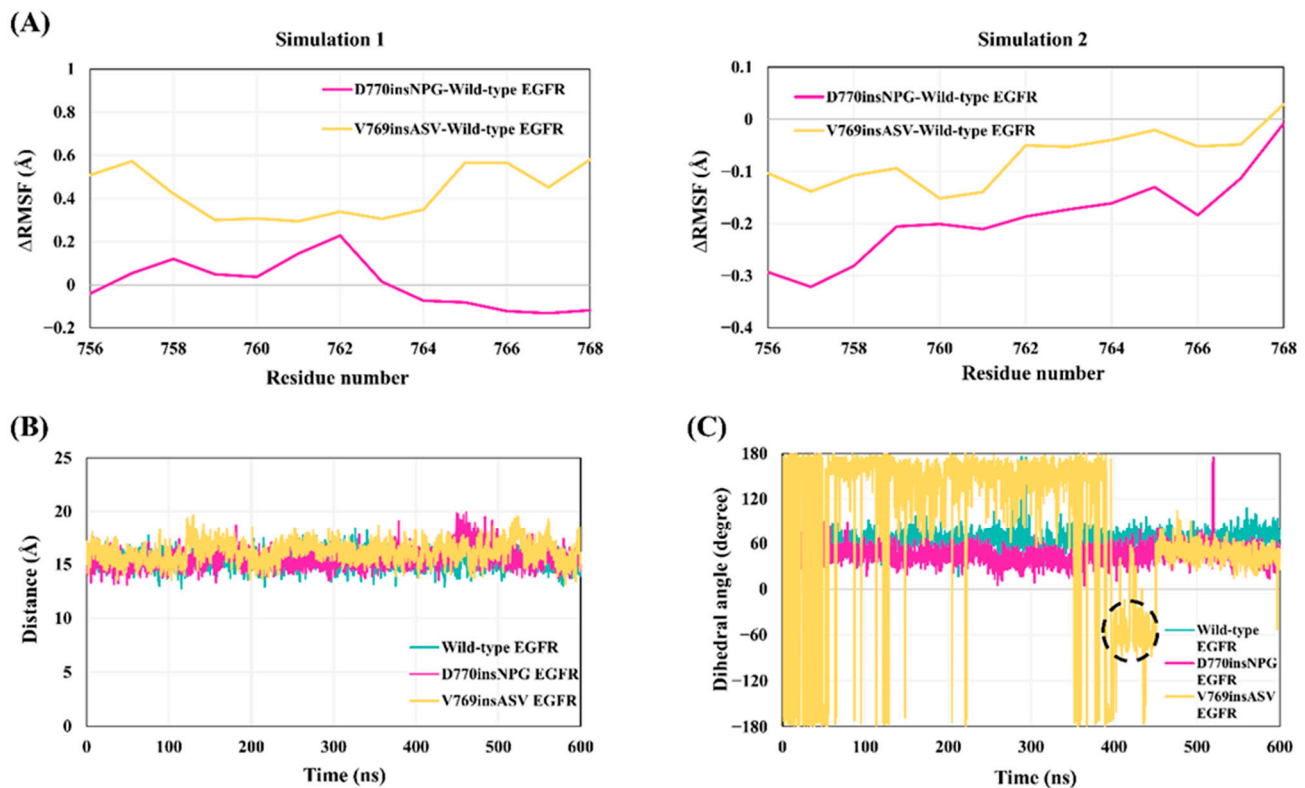 (A)
Simulation 1
1
0.8
0.6
0.4
0.2
0
−0.2
ΔRMSF (Å)
D770insNPG-Wild-type EGFR
V769insASV-Wild-type EGFR
756 758 760 762 764 766 768
Residue number
Simulation 2
0.1
0
−0.1
−0.2
−0.3
−0.4
ΔRMSF (Å)
D770insNPG-Wild-type EGFR
V769insASV-Wild-type EGFR
756 758 760 762 764 766 768
Residue number
(B)
25
20
15
10
5
0
Distance (Å)
Wild-type EGFR
D770insNPG EGFR
V769insASV EGFR
0 100 200 300 400 500 600
Time (ns)
(C)
180
120
60
0
−60
−120
−180
Dihedral angle (degree)
Wild-type
EGFR
D770insNPG
EGFR
V769insASV
EGFR
0 100 200 300 400 500 600
Time (ns)